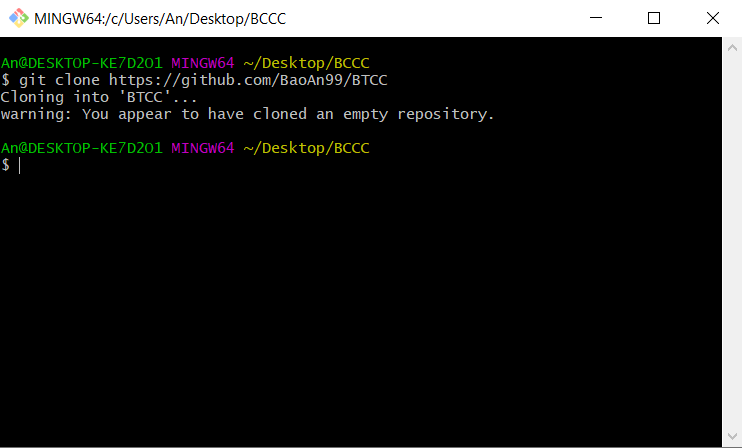 MINGW64:/c/Users/An/Desktop/BCCC
An@DESKTOP-KE7D2O1 MINGW64 ~/Desktop/BCCC
$ git clone https://github.com/BaoAn99/BTCC
Cloning into 'BTCC'...
warning: You appear to have cloned an empty repository.
An@DESKTOP-KE7D2O1 MINGW64 ~/Desktop/BCCC
$